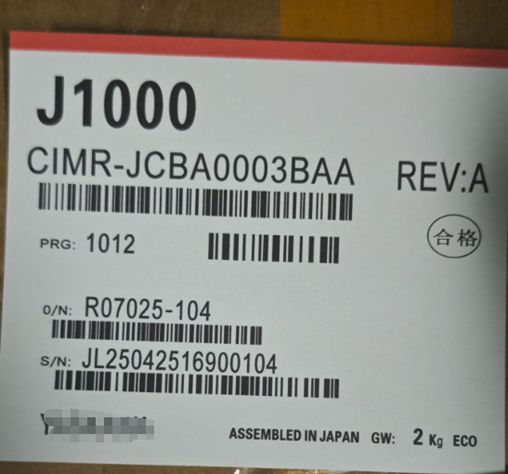 J1000
CIMR-JCBA0003BAA REV:A
PRG: 1012
合格
O/N: R07025-104
S/N: JL25042516900104
ASSEMBLED IN JAPAN GW: 2 Kg ECO